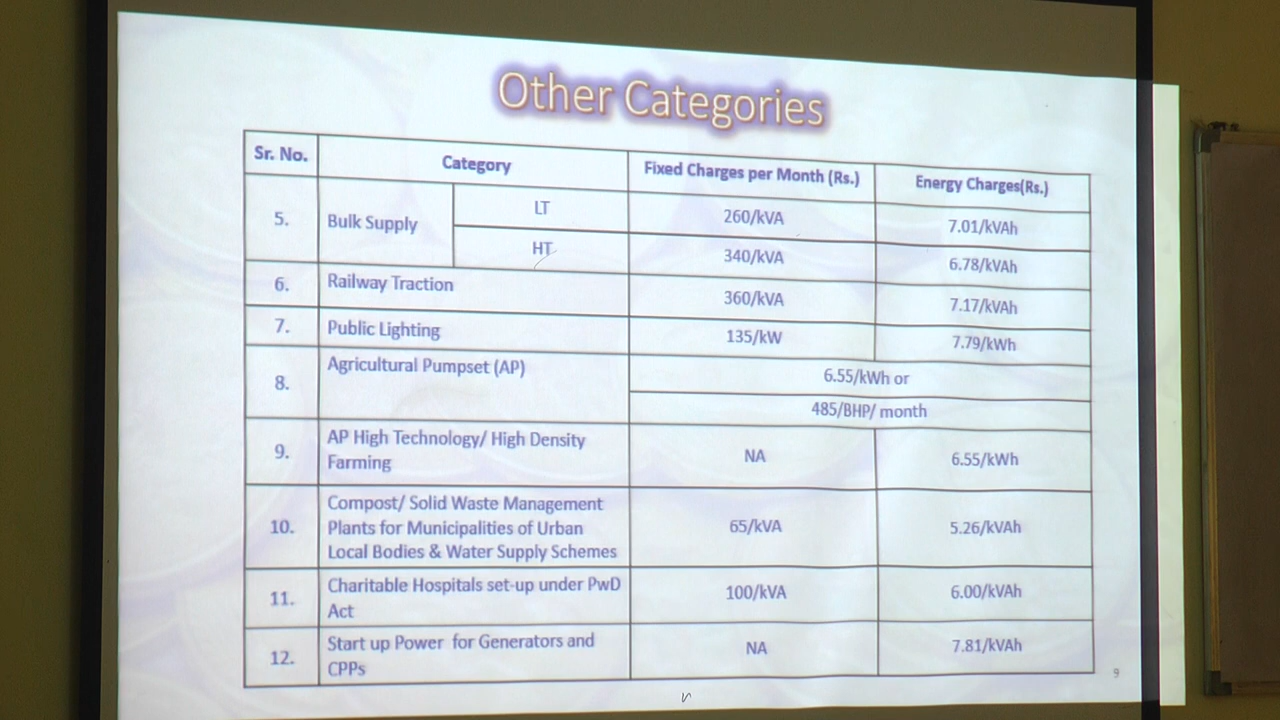 Other Categories
Sr. No. Category Fixed Charges per Month (Rs.) Energy Charges(Rs.)
5. Bulk Supply LT 260/kVA 7.01/kVAh
HT 340/kVA 6.78/kVAh
6. Railway Traction 360/kVA 7.17/kVAh
7. Public Lighting 135/kW 7.79/kWh
8. Agricultural Pumpset (AP) 6.55/kWh or
485/BHP/ month
9. AP High Technology/ High Density
Farming NA 6.55/kWh
10. Compost/ Solid Waste Management
Plants for Municipalities of Urban 65/kVA 5.26/kVAh
Local Bodies & Water Supply Schemes
11. Charitable Hospitals set-up under PwD 100/kVA 6.00/kVAh
Act
12. Start up Power for Generators and NA 7.81/kVAh
CPPs
9